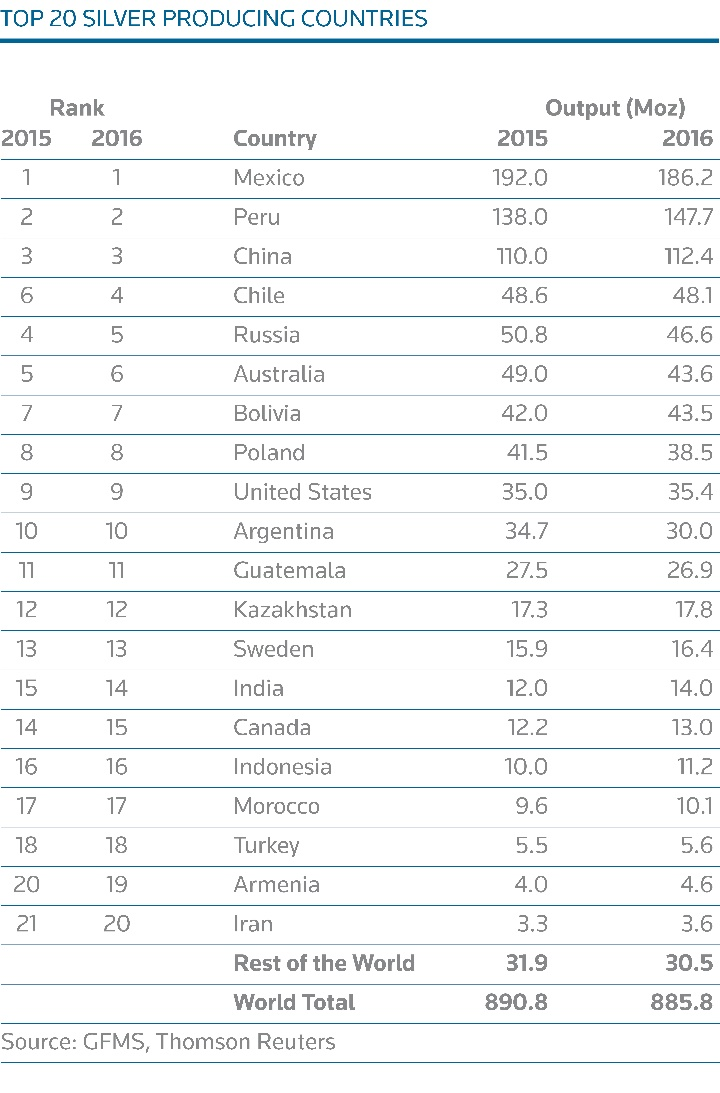 TOP 20 SILVER PRODUCING COUNTRIES
Rank Output (Moz)
2015 2016 Country 2015 2016
1 1 Mexico 192.0 186.2
2 2 Peru 138.0 147.7
3 3 China 110.0 112.4
6 4 Chile 48.6 48.1
4 5 Russia 50.8 46.6
5 6 Australia 49.0 43.6
7 7 Bolivia 42.0 43.5
8 8 Poland 41.5 38.5
9 9 United States 35.0 35.4
10 10 Argentina 34.7 30.0
11 11 Guatemala 27.5 26.9
12 12 Kazakhstan 17.3 17.8
13 13 Sweden 15.9 16.4
15 14 India 12.0 14.0
14 15 Canada 12.2 13.0
16 16 Indonesia 10.0 11.2
17 17 Morocco 9.6 10.1
18 18 Turkey 5.5 5.6
20 19 Armenia 4.0 4.6
21 20 Iran 3.3 3.6
Rest of the World 31.9 30.5
World Total 890.8 885.8
Source: GFMS, Thomson Reuters